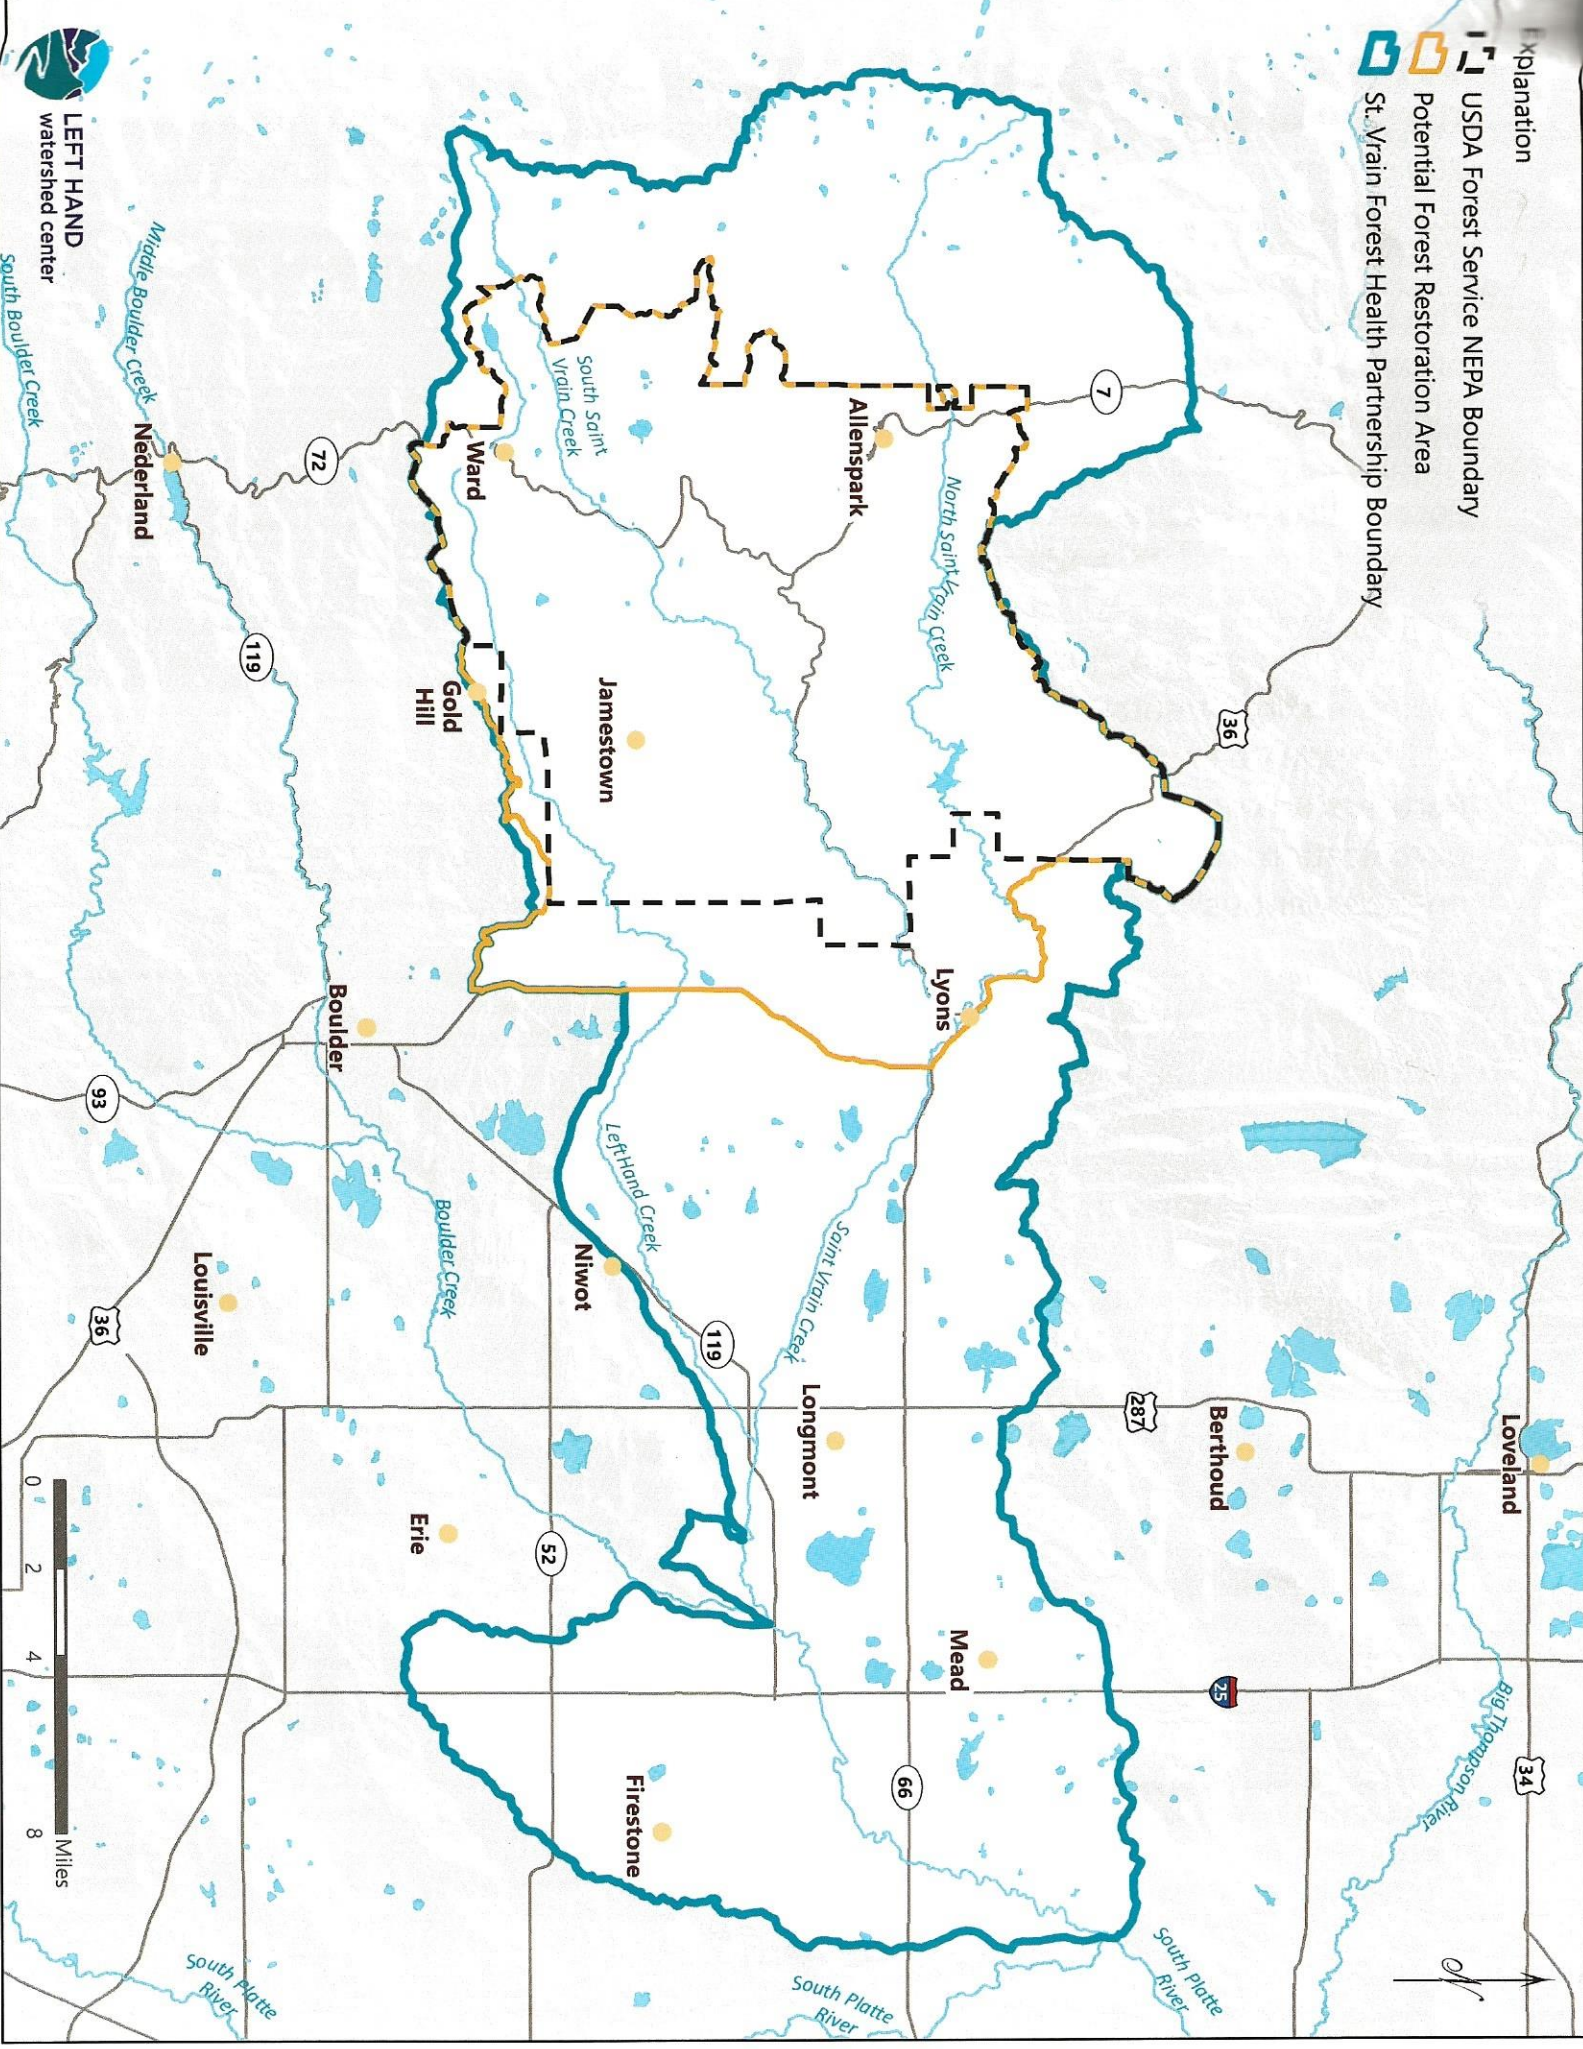 Explanation
USDA Forest Service NEPA Boundary
Potential Forest Restoration Area
St. Vrain Forest Health Partnership Boundary
36
7
Allenspark
North Saint Vrain Creek
South Saint
Vrain Creek
Ward
72
Nederland
Middle Boulder Creek
South Boulder Creek
LEFT HAND
watershed center
119
Gold
Hill
Jamestown
Lyons
Boulder
93
Left Hand Creek
Saint Vrain Creek
Boulder Creek
Niwot
Louisville
36
119
Longmont
287
Berthoud
Loveland
Erie
52
Mead
25
Big Thompson River
34
66
Firestone
South Platte
River
South Platte
River
South Platte
River
N
0 2 4 8
Miles